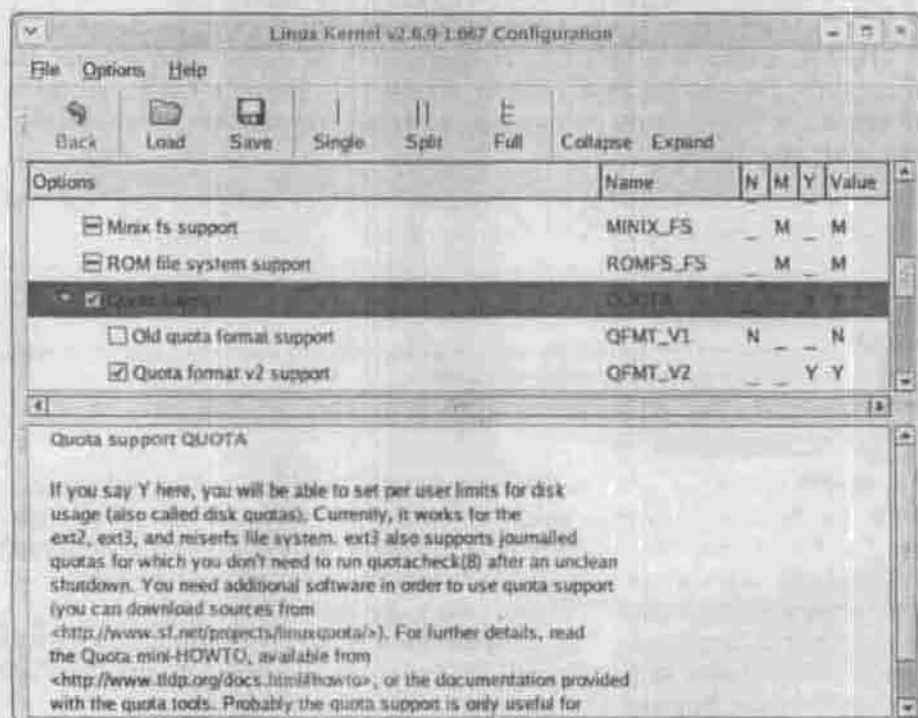 Linux Kernel v2.6.9-1.667 Configuration
File Options Help
Back Load Save Single Split Full Collapse Expand
Options Name N M Y Value
Minix fs support MINIX_FS _ M _ M
ROM file system support ROMFS_FS _ M _ M
Quota support QUOTA Y Y
Old quota format support QFMT_V1 N _ _ N
Quota format v2 support QFMT_V2 _ _ Y Y
Quota support QUOTA
If you say Y here, you will be able to set per user limits for disk
usage (also called disk quotas). Currently, it works for the
ext2, ext3, and reiserfs file system. ext3 also supports journalled
quotas for which you don't need to run quotacheck(8) after an unclean
shutdown. You need additional software in order to use quota support
(you can download sources from
<http://www.sf.net/projects/linuxquota/>). For further details, read
the Quota mini-HOWTO, available from
<http://www.tldp.org/docs.html#howto>, or the documentation provided
with the quota tools. Probably the quota support is only useful for